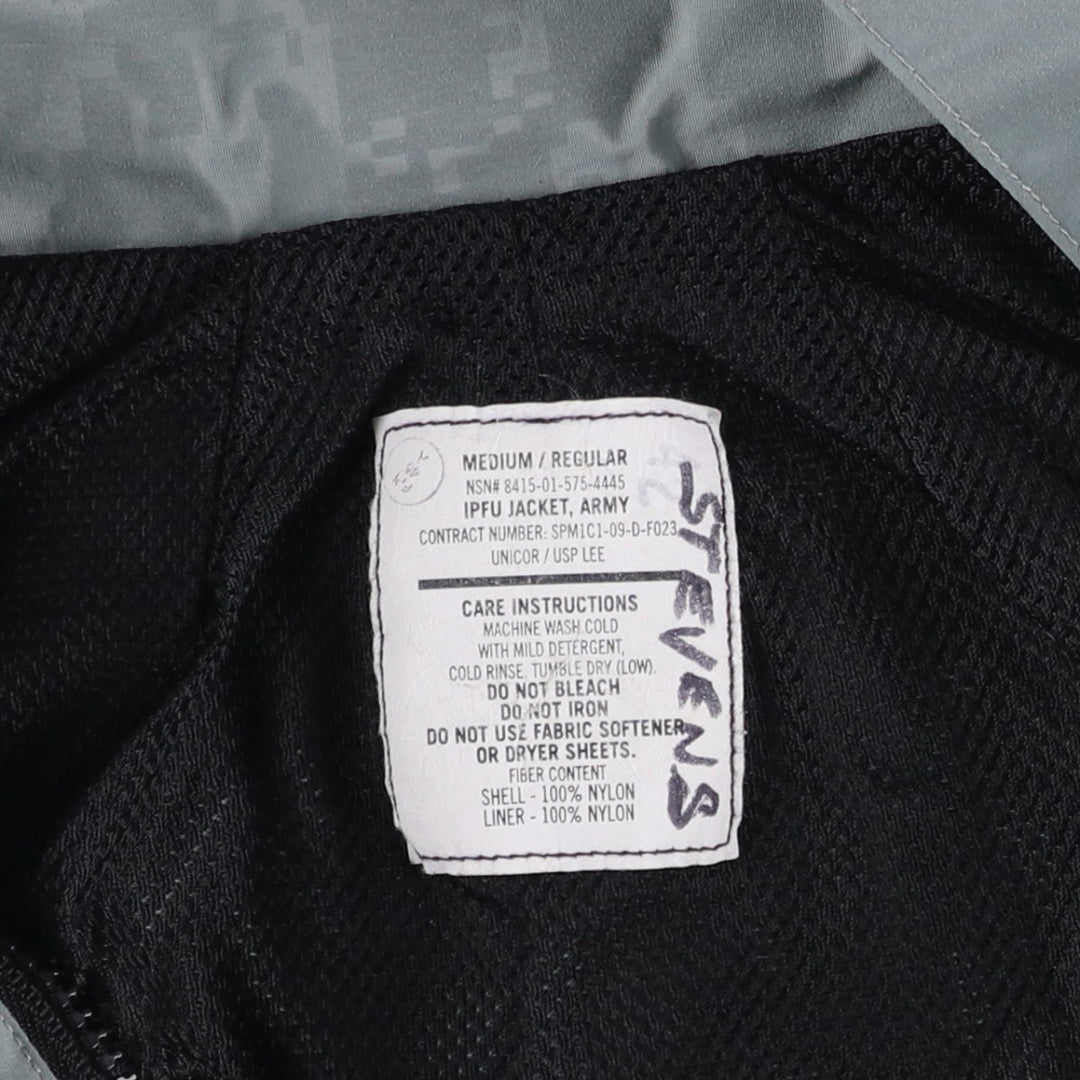 MEDIUM / REGULAR
NSN# 8415-01-575-4445
IPFU JACKET, ARMY
CONTRACT NUMBER: SPM1C1-09-D-F023
UNICOR / USP LEE
CARE INSTRUCTIONS
MACHINE WASH COLD
WITH MILD DETERGENT,
COLD RINSE. TUMBLE DRY (LOW).
DO NOT BLEACH
DO NOT IRON
DO NOT USE FABRIC SOFTENER
OR DRYER SHEETS.
FIBER CONTENT
SHELL - 100% NYLON
LINER - 100% NYLON
STEVENS